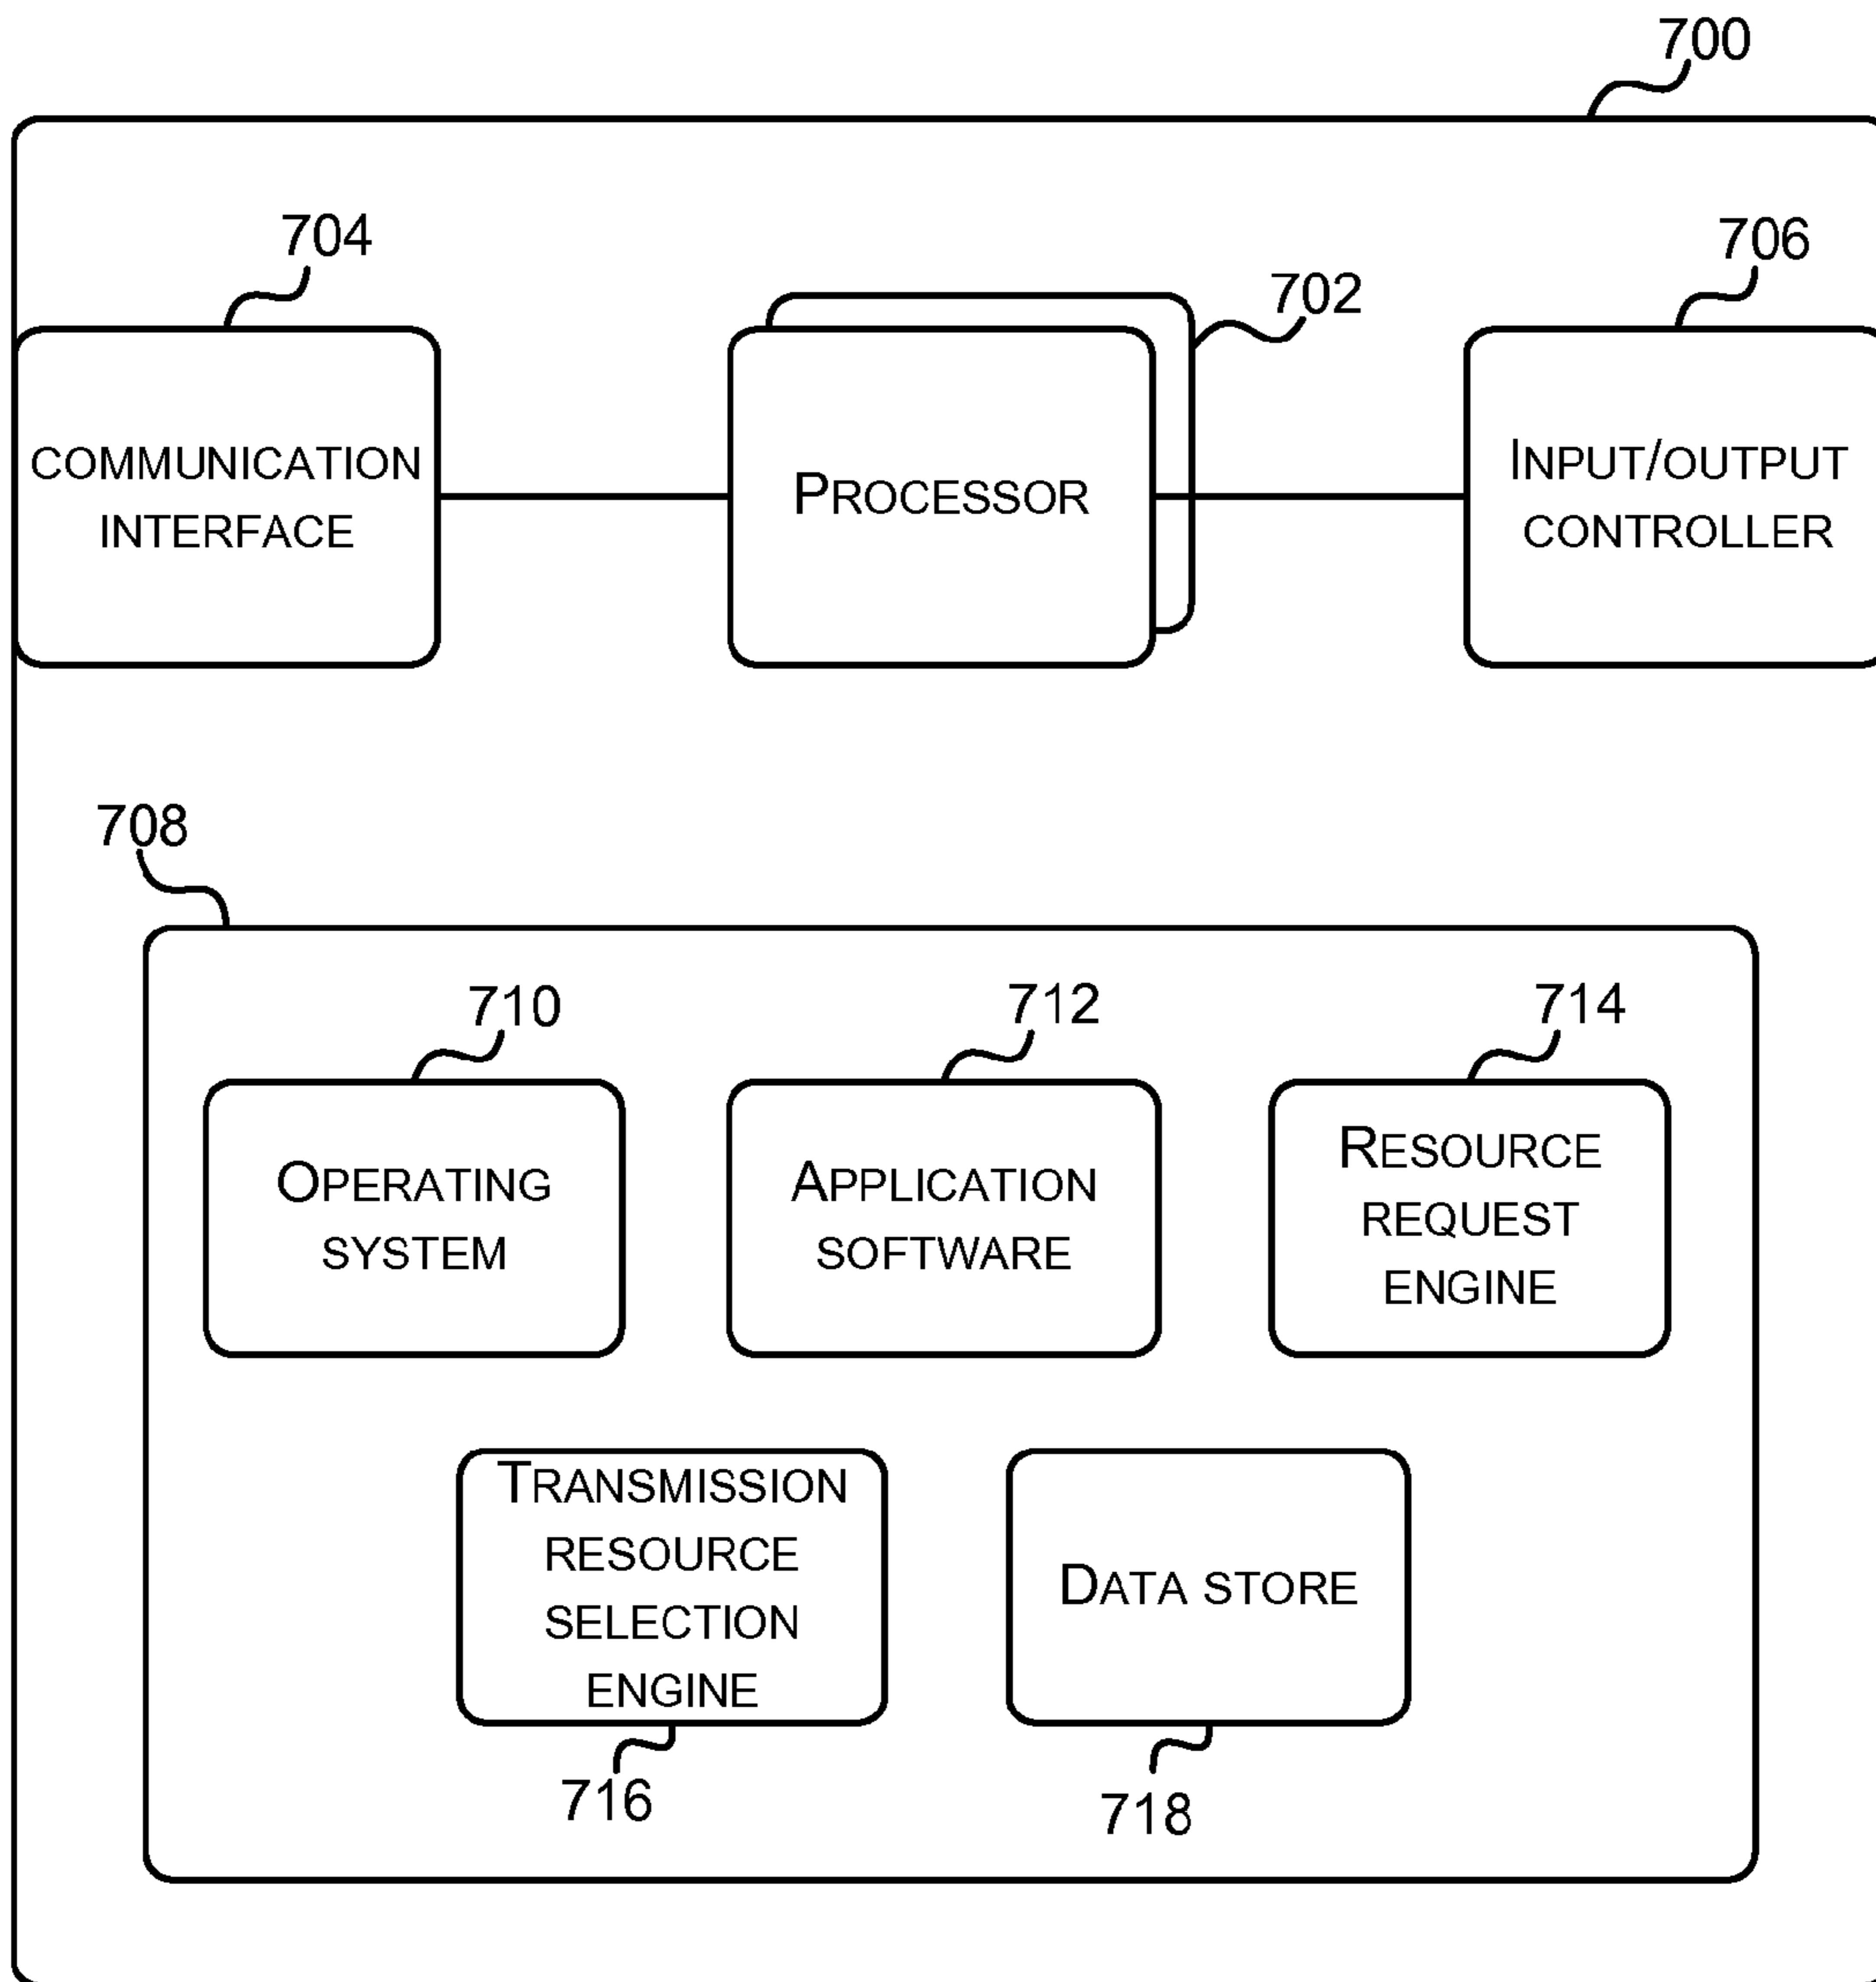 700
704
702
706
COMMUNICATION
INTERFACE
PROCESSOR
INPUT/OUTPUT
CONTROLLER
708
710
712
714
OPERATING
SYSTEM
APPLICATION
SOFTWARE
RESOURCE
REQUEST
ENGINE
TRANSMISSION
RESOURCE
SELECTION
ENGINE
DATA STORE
716
718